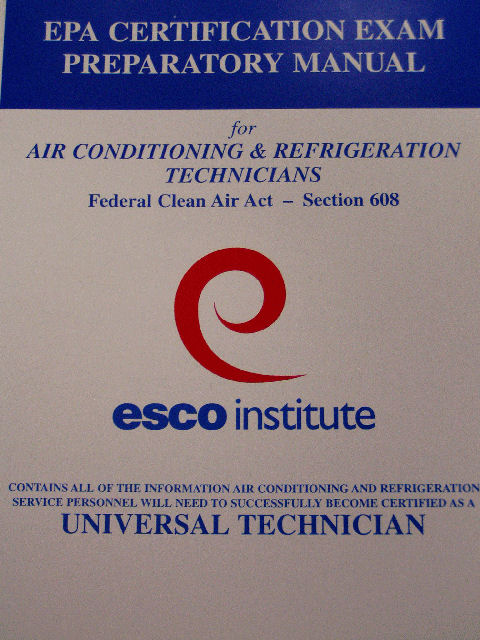 EPA CERTIFICATION EXAM
PREPARATORY MANUAL
for
AIR CONDITIONING & REFRIGERATION
TECHNICIANS
Federal Clean Air Act – Section 608
esco institute
CONTAINS ALL OF THE INFORMATION AIR CONDITIONING AND REFRIGERATION
SERVICE PERSONNEL WILL NEED TO SUCCESSFULLY BECOME CERTIFIED AS A
UNIVERSAL TECHNICIAN